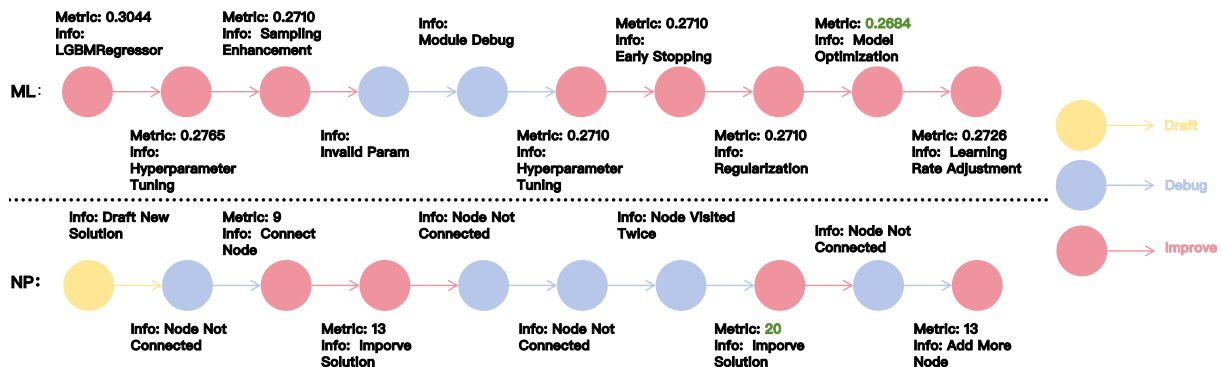 Metric: 0.3044
Info:
LGBMRegressor
Metric: 0.2710
Info: Sampling
Enhancement
Info:
Module Debug
Metric: 0.2710
Info:
Early Stopping
Metric: 0.2684
Info: Model
Optimization
ML:
Metric: 0.2765
Info:
Hyperparameter
Tuning
Info:
Invalid Param
Metric: 0.2710
Info:
Hyperparameter
Tuning
Metric: 0.2710
Info:
Regularization
Metric: 0.2726
Info: Learning
Rate Adjustment
Draft
Debug
Improve
Info: Draft New
Solution
Metric: 9
Info: Connect
Node
Info: Node Not
Connected
Info: Node Visited
Twice
Info: Node Not
Connected
NP:
Info: Node Not
Connected
Metric: 13
Info: Imporve
Solution
Info: Node Not
Connected
Metric: 20
Info: Imporve
Solution
Metric: 13
Info: Add More
Node